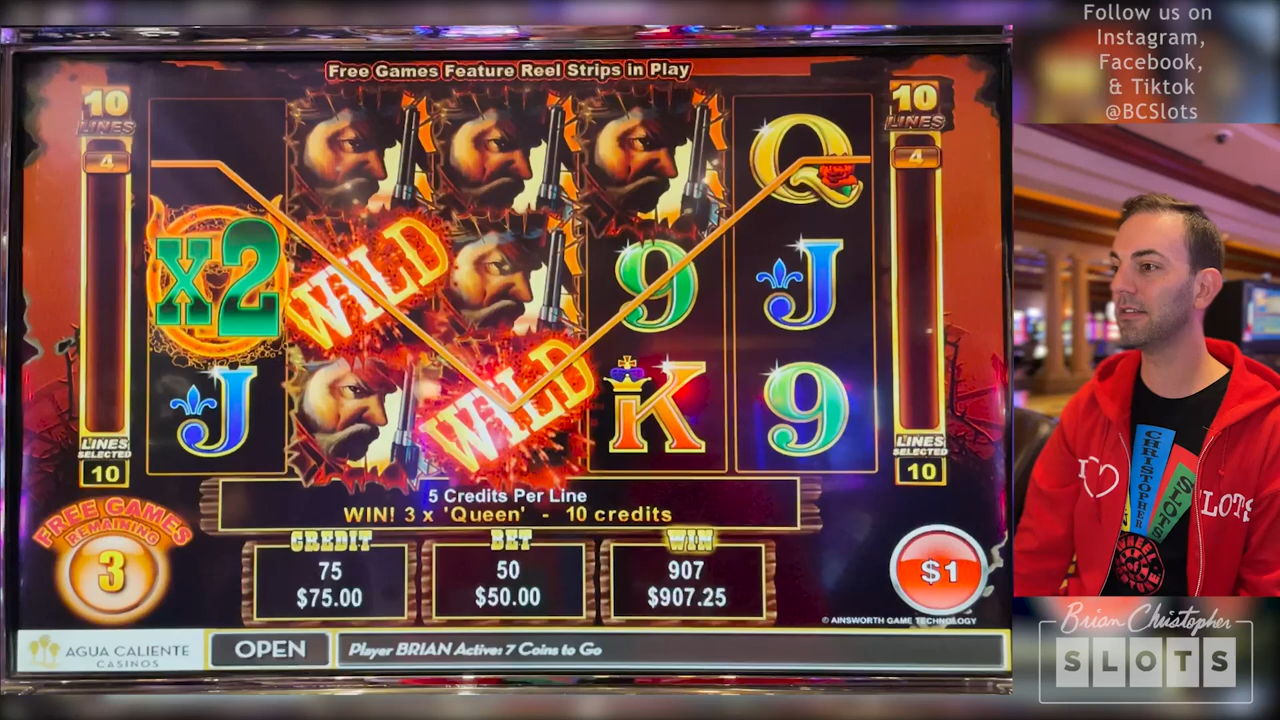 Follow us on
Instagram,
Facebook,
& Tiktok
@BCSlots
Free Games Feature Reel Strips in Play
10
LINES
4
10
LINES
4
Q
X2
WILD
9
J
J
WILD
K
9
LINES
SELECTED
10
LINES
SELECTED
10
5 Credits Per Line
WIN! 3 x 'Queen' - 10 credits
FREE GAMES
REMAINING
3
CREDIT
75
$75.00
BET
50
$50.00
WIN
907
$907.25
$1
© AINSWORTH GAME TECHNOLOGY
AGUA CALIENTE
CASINOS
OPEN
Player BRIAN Active: 7 Coins to Go
I
SLOTS
CHRISTOPHER
SLOTS
Brian Christopher
SLOTS